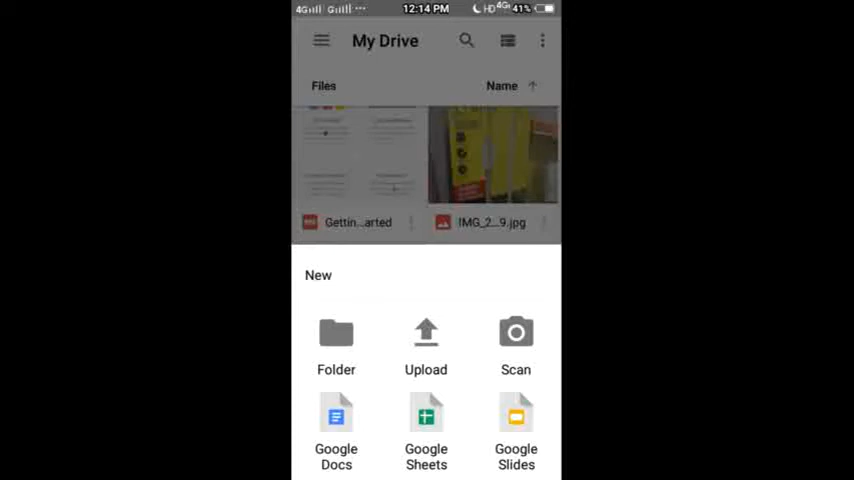 4G G 12:14 PM HD 4G 41%
My Drive
Files Name
Gettin...arted IMG_2...9.jpg
New
Folder Upload Scan
Google Docs Google Sheets Google Slides